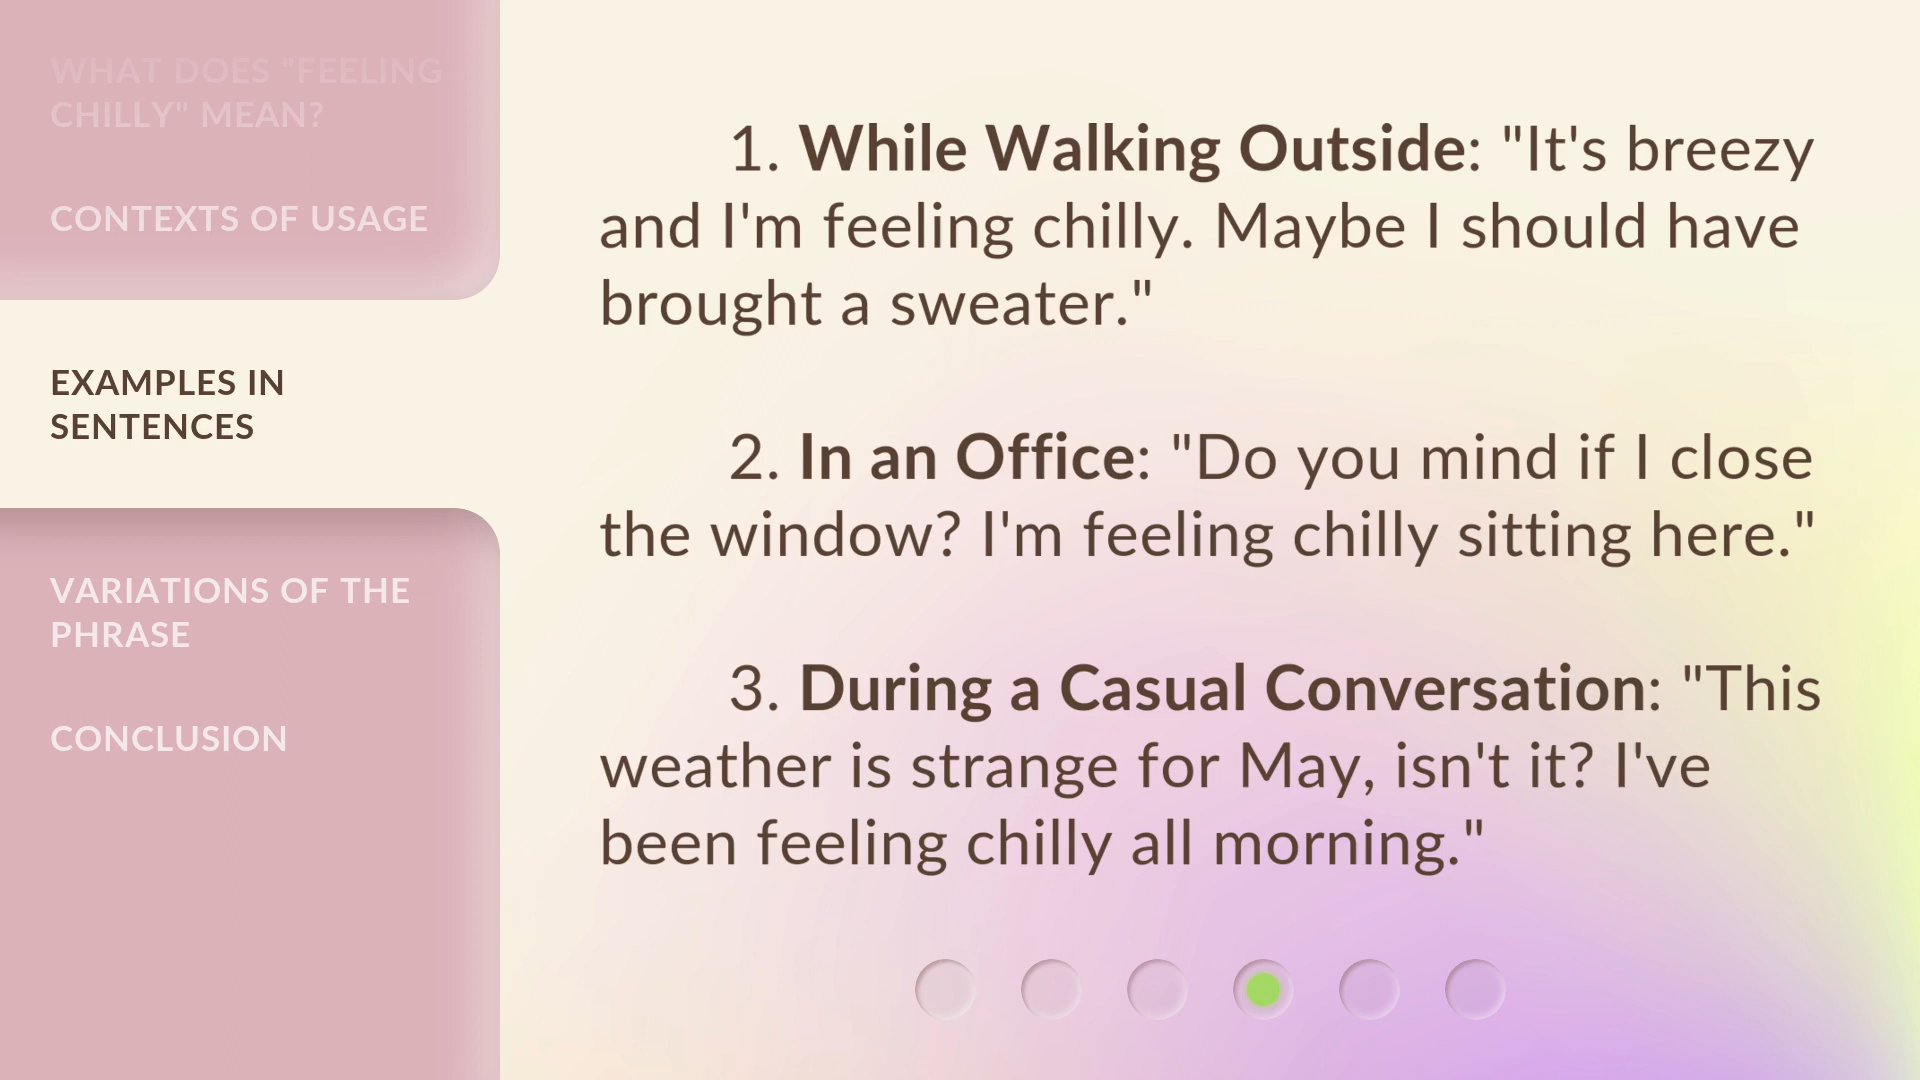 WHAT DOES "FEELING
CHILLY" MEAN?
CONTEXTS OF USAGE
EXAMPLES IN
SENTENCES
VARIATIONS OF THE
PHRASE
CONCLUSION
1. While Walking Outside: "It's breezy
and I'm feeling chilly. Maybe I should have
brought a sweater."
2. In an Office: "Do you mind if I close
the window? I'm feeling chilly sitting here."
3. During a Casual Conversation: "This
weather is strange for May, isn't it? I've
been feeling chilly all morning."